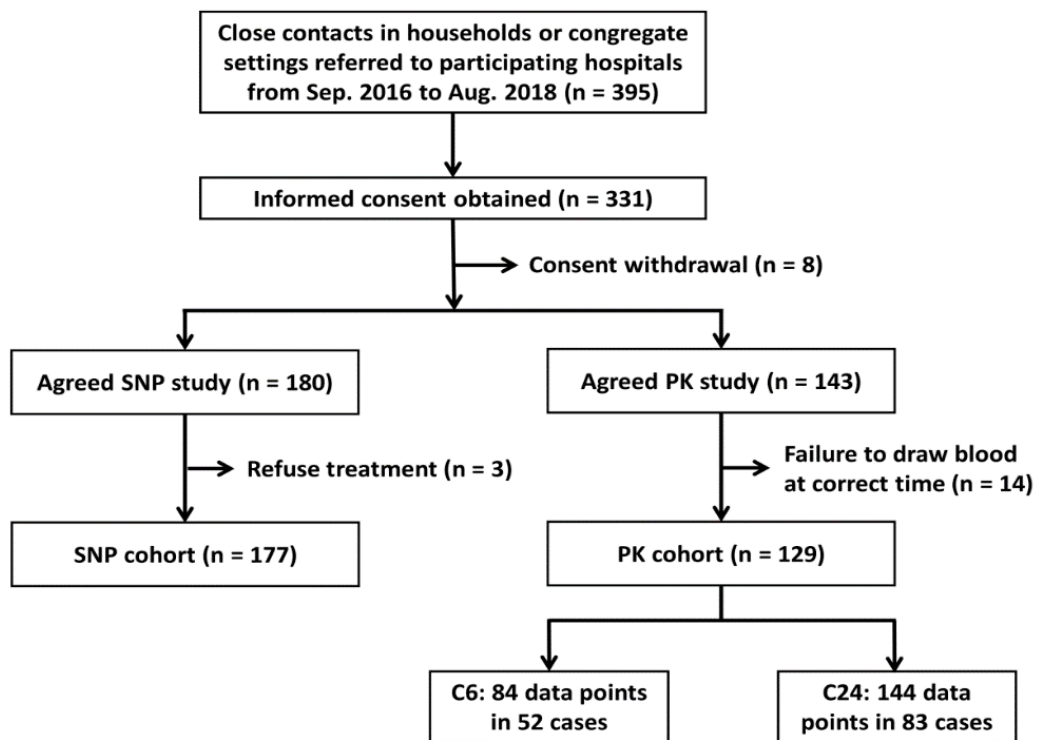 Close contacts in households or congregate
settings referred to participating hospitals
from Sep. 2016 to Aug. 2018 (n = 395)
Informed consent obtained (n = 331)
Consent withdrawal (n = 8)
Agreed SNP study (n = 180)
Agreed PK study (n = 143)
Refuse treatment (n = 3)
Failure to draw blood
at correct time (n = 14)
SNP cohort (n = 177)
PK cohort (n = 129)
C6: 84 data points
in 52 cases
C24: 144 data
points in 83 cases